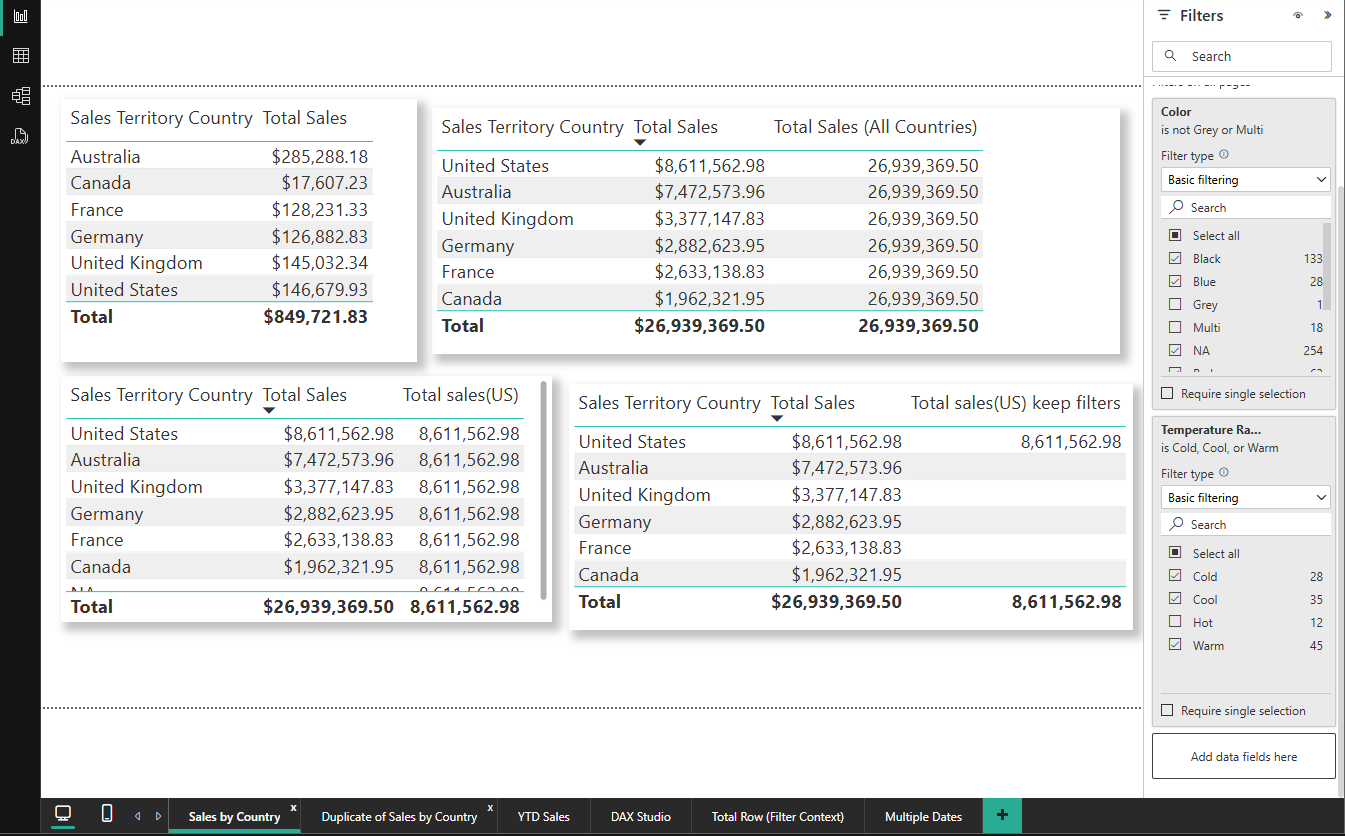 Sales Territory Country Total Sales
Australia $285,288.18
Canada $17,607.23
France $128,231.33
Germany $126,882.83
United Kingdom $145,032.34
United States $146,679.93
Total $849,721.83
Sales Territory Country Total Sales Total Sales (All Countries)
United States $8,611,562.98 26,939,369.50
Australia $7,472,573.96 26,939,369.50
United Kingdom $3,377,147.83 26,939,369.50
Germany $2,882,623.95 26,939,369.50
France $2,633,138.83 26,939,369.50
Canada $1,962,321.95 26,939,369.50
Total $26,939,369.50 26,939,369.50
Sales Territory Country Total Sales Total sales(US)
United States $8,611,562.98 8,611,562.98
Australia $7,472,573.96 8,611,562.98
United Kingdom $3,377,147.83 8,611,562.98
Germany $2,882,623.95 8,611,562.98
France $2,633,138.83 8,611,562.98
Canada $1,962,321.95 8,611,562.98
NA 8,611,562.98
Total $26,939,369.50 8,611,562.98
Sales Territory Country Total Sales Total sales(US) keep filters
United States $8,611,562.98 8,611,562.98
Australia $7,472,573.96
United Kingdom $3,377,147.83
Germany $2,882,623.95
France $2,633,138.83
Canada $1,962,321.95
Total $26,939,369.50 8,611,562.98
Filters
Search
Filters on all pages
Color
is not Grey or Multi
Filter type
Basic filtering
Search
Select all
Black 133
Blue 28
Grey 1
Multi 18
NA 254
Require single selection
Temperature Ra...
is Cold, Cool, or Warm
Filter type
Basic filtering
Search
Select all
Cold 28
Cool 35
Hot 12
Warm 45
Require single selection
Add data fields here
DAX
Sales by Country x
Duplicate of Sales by Country x
YTD Sales
DAX Studio
Total Row (Filter Context)
Multiple Dates
+